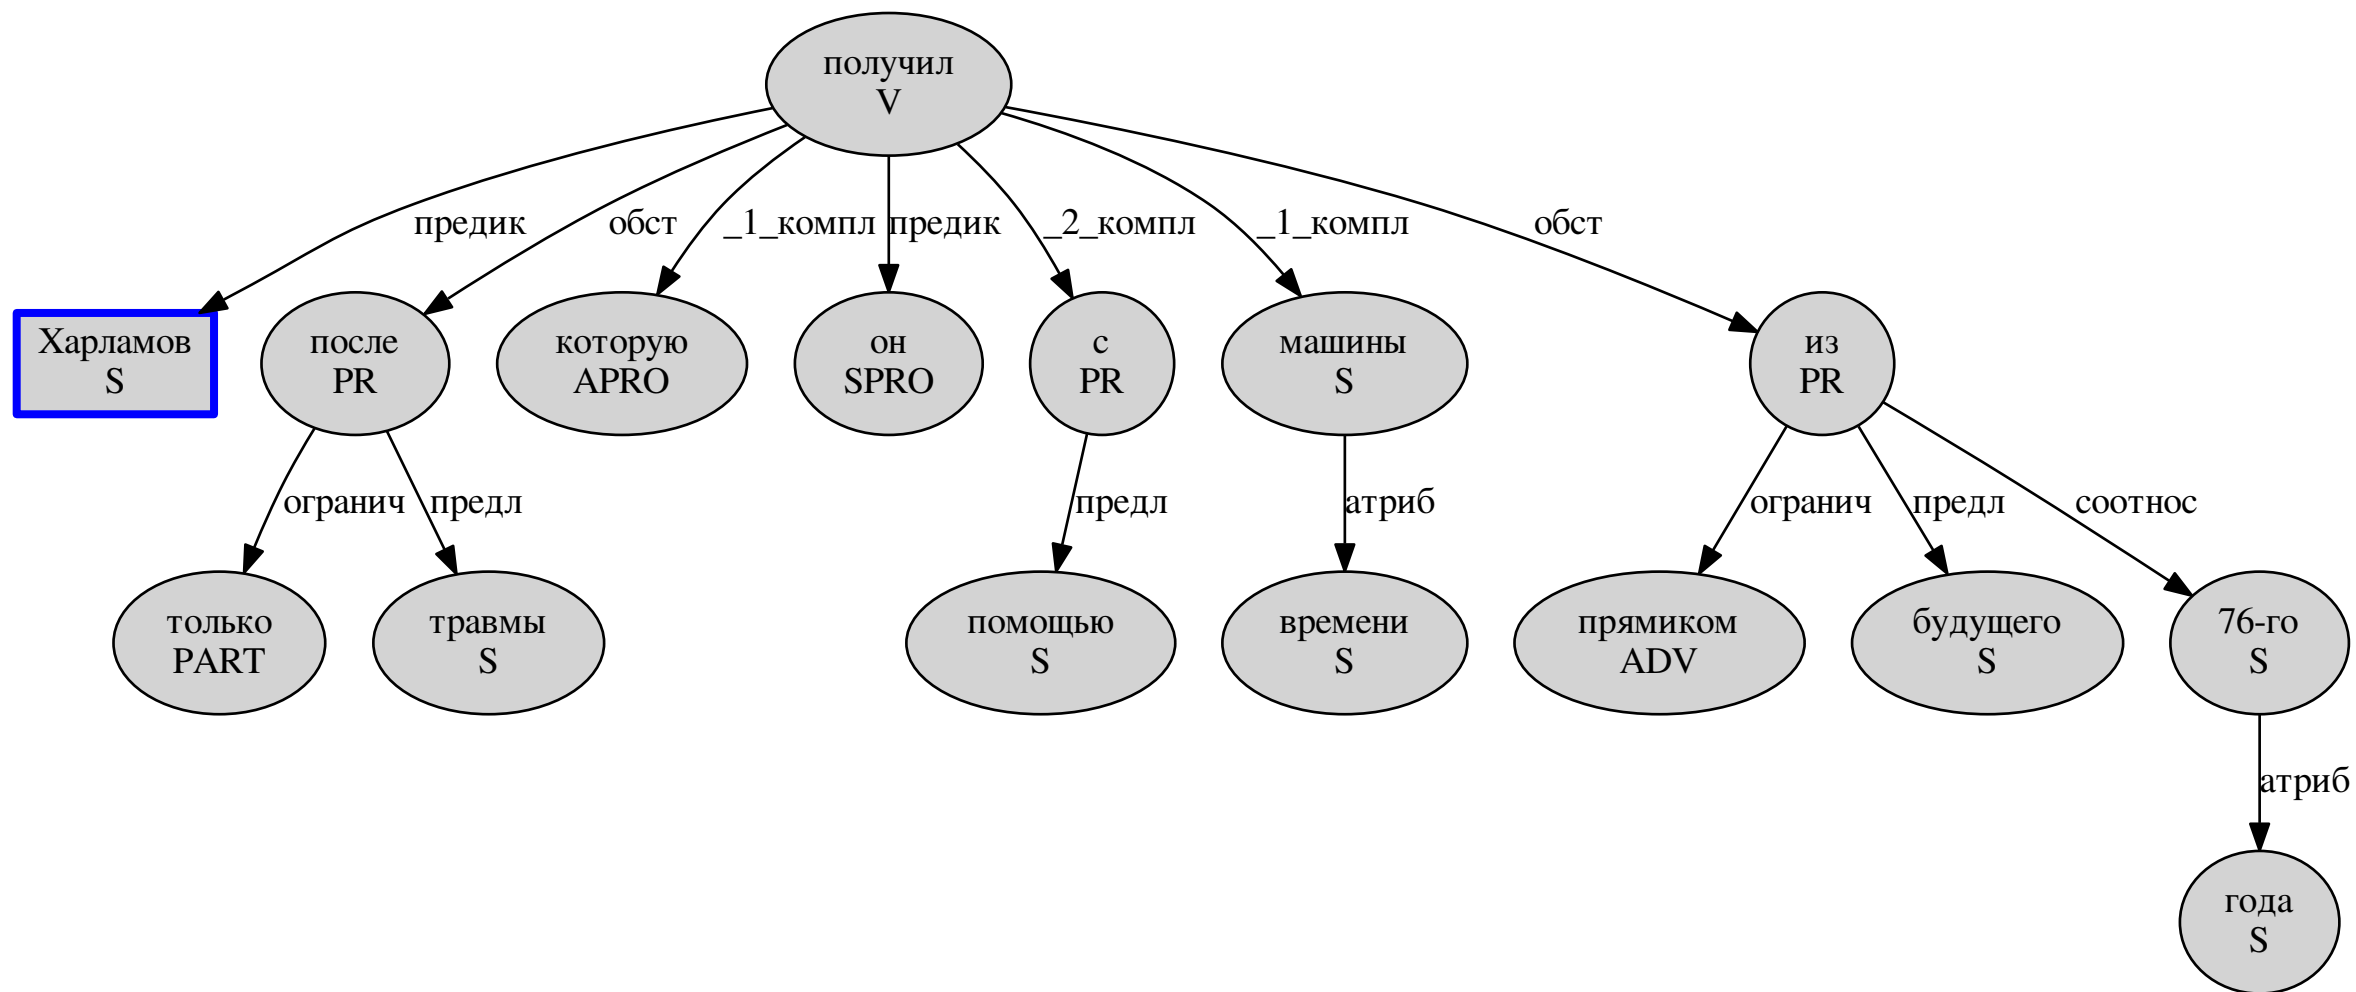 получил
V
предик
обст
_1_компл
предик
_2_компл
_1_компл
обст
Харламов
S
после
PR
которую
APRO
он
SPRO
с
PR
машины
S
из
PR
огранич
предл
предл
атриб
огранич
предл
соотнос
только
PART
травмы
S
помощью
S
времени
S
прямиком
ADV
будущего
S
76-го
S
атриб
года
S